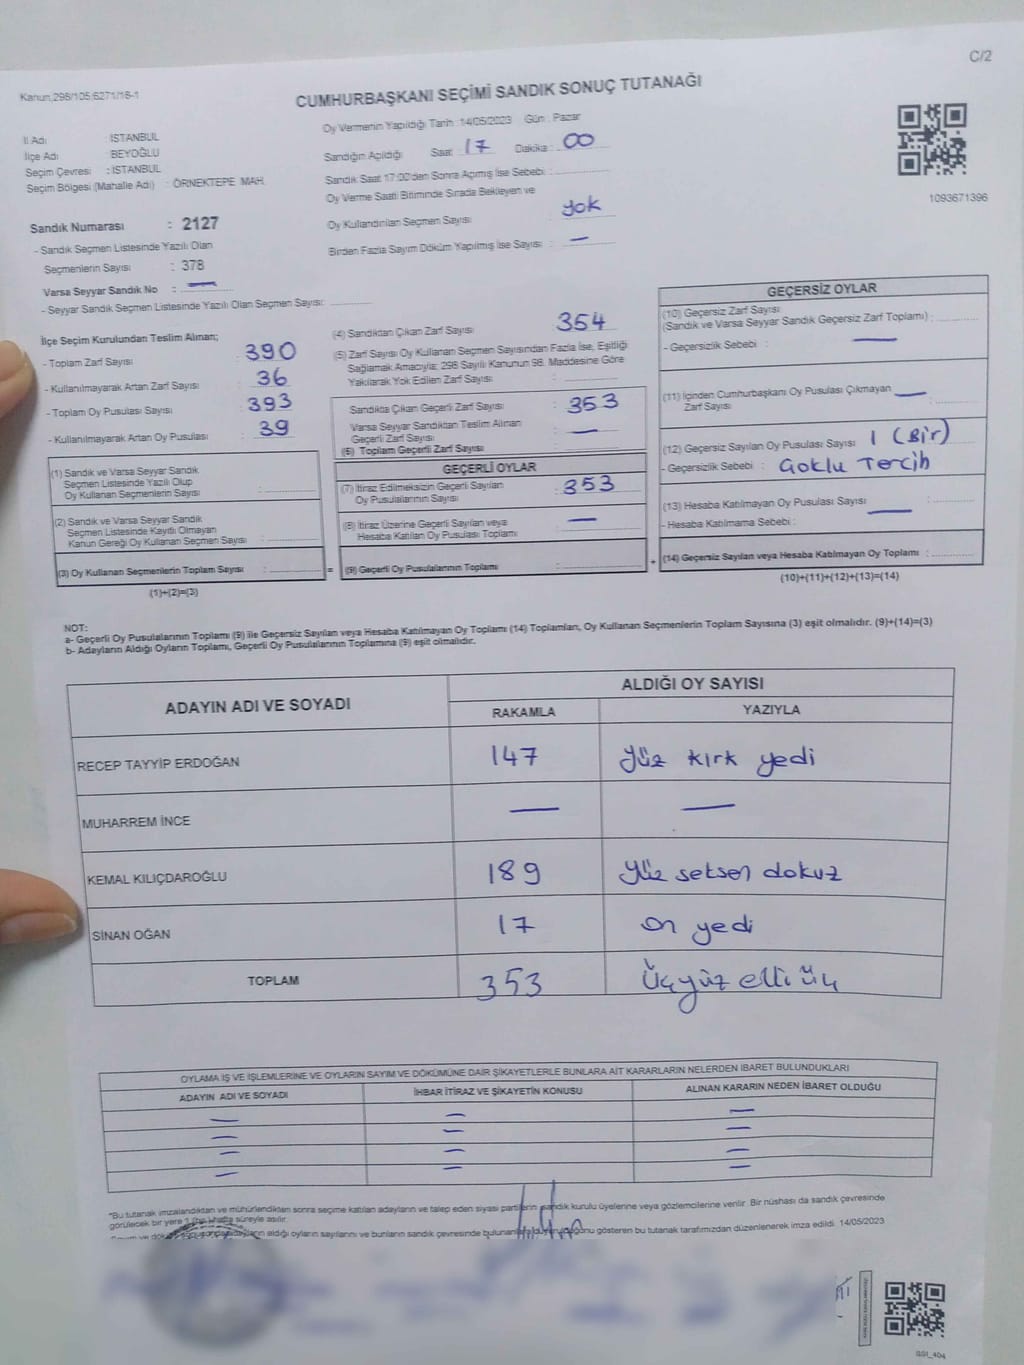 C/2
Kanun,298/105;6271/18-1
CUMHURBAŞKANI SEÇİMİ SANDIK SONUÇ TUTANAĞI
İl Adı : İSTANBUL
İlçe Adı : BEYOĞLU
Seçim Çevresi : İSTANBUL
Seçim Bölgesi (Mahalle Adı) : ÖRNEKTEPE MAH.
Oy Vermenin Yapıldığı Tarih :14/05/2023 Gün : Pazar
Sandığın Açıldığı Saat : 17 Dakika : 00
Sandık Saat 17:00'den Sonra Açılmış İse Sebebi :
Oy Verme Saati Bitiminde Sırada Bekleyen ve
Oy Kullandırılan Seçmen Sayısı : yok
Birden Fazla Sayım Döküm Yapılmış İse Sayısı : —
1093671396
Sandık Numarası : 2127
- Sandık Seçmen Listesinde Yazılı Olan
Seçmenlerin Sayısı : 378
Varsa Seyyar Sandık No : —
- Seyyar Sandık Seçmen Listesinde Yazılı Olan Seçmen Sayısı:
İlçe Seçim Kurulundan Teslim Alınan;
- Toplam Zarf Sayısı : 390
- Kullanılmayarak Artan Zarf Sayısı : 36
- Toplam Oy Pusulası Sayısı : 393
- Kullanılmayarak Artan Oy Pusulası : 39
(1) Sandık ve Varsa Seyyar Sandık
Seçmen Listesinde Yazılı Olup
Oy Kullanan Seçmenlerin Sayısı :
(2) Sandık ve Varsa Seyyar Sandık
Seçmen Listesinde Kayıtlı Olmayan
Kanun Gereği Oy Kullanan Seçmen Sayısı :
(3) Oy Kullanan Seçmenlerin Toplam Sayısı :
(1)+(2)=(3)
=
(4) Sandıktan Çıkan Zarf Sayısı 354
(5) Zarf Sayısı Oy Kullanan Seçmen Sayısından Fazla İse, Eşitliği
Sağlamak Amacıyla; 298 Sayılı Kanunun 98. Maddesine Göre
Yakılarak Yok Edilen Zarf Sayısı :
Sandıkta Çıkan Geçerli Zarf Sayısı : 353
Varsa Seyyar Sandıktan Teslim Alınan
Geçerli Zarf Sayısı : —
(6) Toplam Geçerli Zarf Sayısı
GEÇERLİ OYLAR
(7) İtiraz Edilmeksizin Geçerli Sayılan
Oy Pusulalarının Sayısı : 353
(8) İtiraz Üzerine Geçerli Sayılan veya
Hesaba Katılan Oy Pusulası Toplamı : —
(9) Geçerli Oy Pusulalarının Toplamı :
+
GEÇERSİZ OYLAR
(10) Geçersiz Zarf Sayısı
(Sandık ve Varsa Seyyar Sandık Geçersiz Zarf Toplamı) :
- Geçersizlik Sebebi : —
(11) İçinden Cumhurbaşkanı Oy Pusulası Çıkmayan
Zarf Sayısı : —
(12) Geçersiz Sayılan Oy Pusulası Sayısı : 1 (Bir)
- Geçersizlik Sebebi : Çoklu Tercih
(13) Hesaba Katılmayan Oy Pusulası Sayısı :
- Hesaba Katılmama Sebebi : —
(14) Geçersiz Sayılan veya Hesaba Katılmayan Oy Toplamı :
(10)+(11)+(12)+(13)=(14)
NOT:
a- Geçerli Oy Pusulalarının Toplamı (9) ile Geçersiz Sayılan veya Hesaba Katılmayan Oy Toplamı (14) Toplamları, Oy Kullanan Seçmenlerin Toplam Sayısına (3) eşit olmalıdır. (9)+(14)=(3)
b- Adayların Aldığı Oyların Toplamı, Geçerli Oy Pusulalarının Toplamına (9) eşit olmalıdır.
ADAYIN ADI VE SOYADI
ALDIĞI OY SAYISI
RAKAMLA YAZIYLA
RECEP TAYYİP ERDOĞAN 147 yüz kırk yedi
MUHARREM İNCE — —
KEMAL KILIÇDAROĞLU 189 yüz seksen dokuz
SİNAN OĞAN 17 on yedi
TOPLAM 353 Üçyüz elli üç
OYLAMA İŞ VE İŞLEMLERİNE VE OYLARIN SAYIM VE DÖKÜMÜNE DAİR ŞİKAYETLERLE BUNLARA AİT KARARLARIN NELERDEN İBARET BULUNDUKLARI
ADAYIN ADI VE SOYADI İHBAR İTİRAZ VE ŞİKAYETİN KONUSU ALINAN KARARIN NEDEN İBARET OLDUĞU
— — —
— — —
— — —
— — —
*Bu tutanak imzalandıktan ve mühürlendikten sonra seçime katılan adayların ve talep eden siyasi partilerin sandık kurulu üyelerine veya gözlemcilerine verilir. Bir nüshası da sandık çevresinde
görülecek bir yere süreyle asılır.
aldığı oyların sayılarını ve bunların sandık çevresinde gösteren bu tutanak tarafımızdan düzenlenerek imza edildi. 14/05/2023